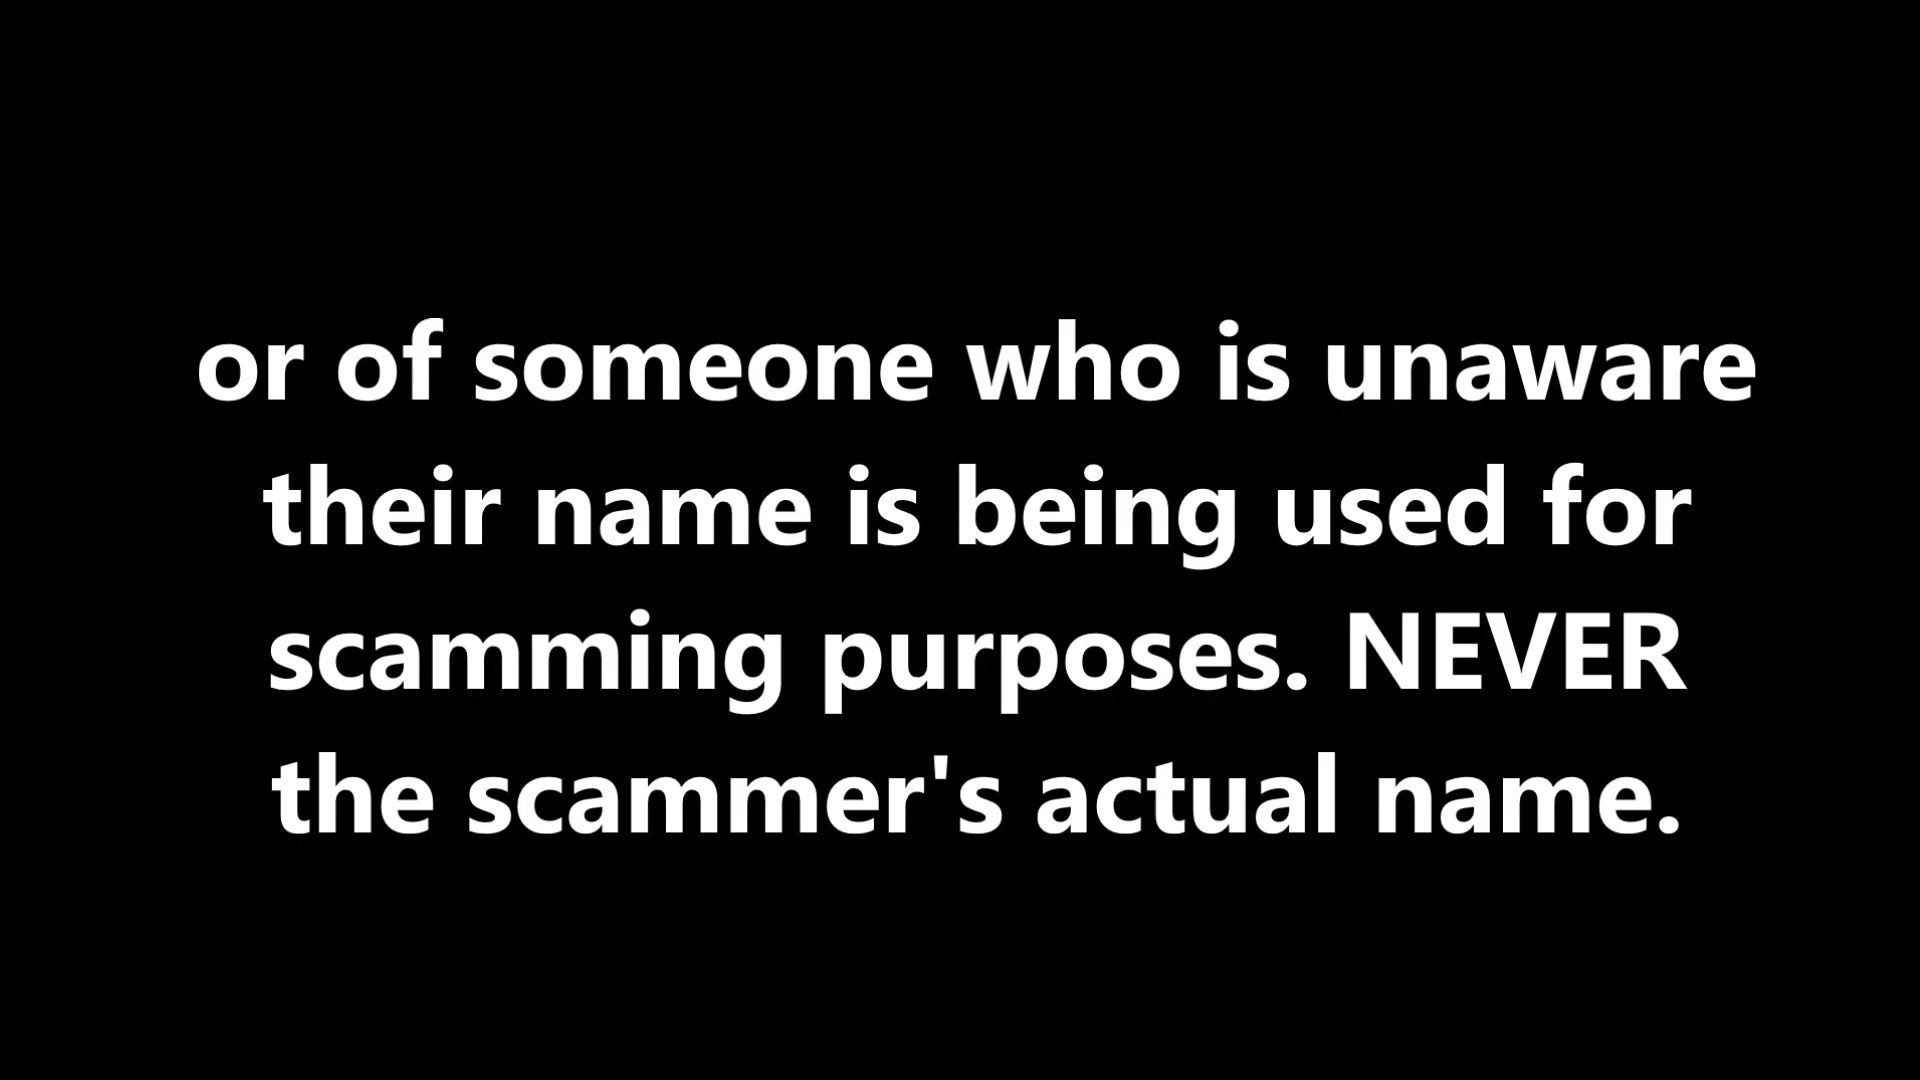 or of someone who is unaware
their name is being used for
scamming purposes. NEVER
the scammer's actual name.